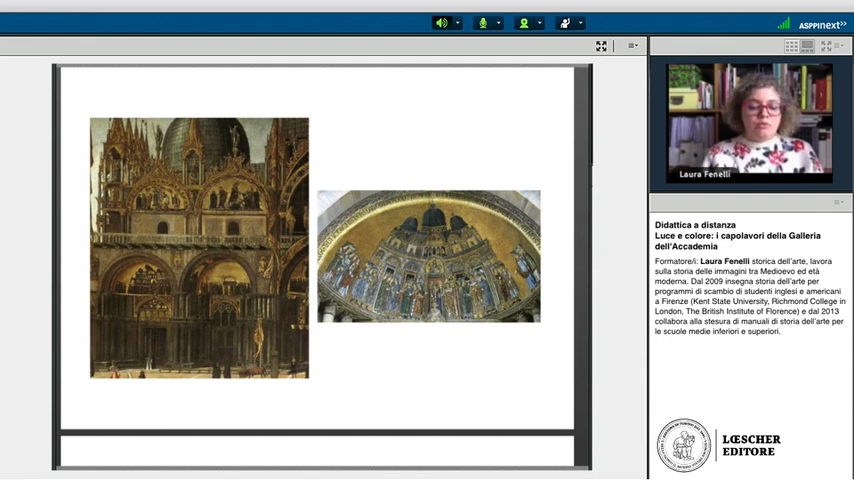 ASPPInext>>
Laura Fenelli
Didattica a distanza
Luce e colore: i capolavori della Galleria
dell'Accademia
Formatore/i: Laura Fenelli storica dell'arte, lavora
sulla storia delle immagini tra Medioevo ed età
moderna. Dal 2009 insegna storia dell'arte per
programmi di scambio di studenti inglesi e americani
a Firenze (Kent State University, Richmond College in
London, The British Institute of Florence) e dal 2013
collabora alla stesura di manuali di storia dell'arte per
le scuole medie inferiori e superiori.
LŒSCHER
EDITORE